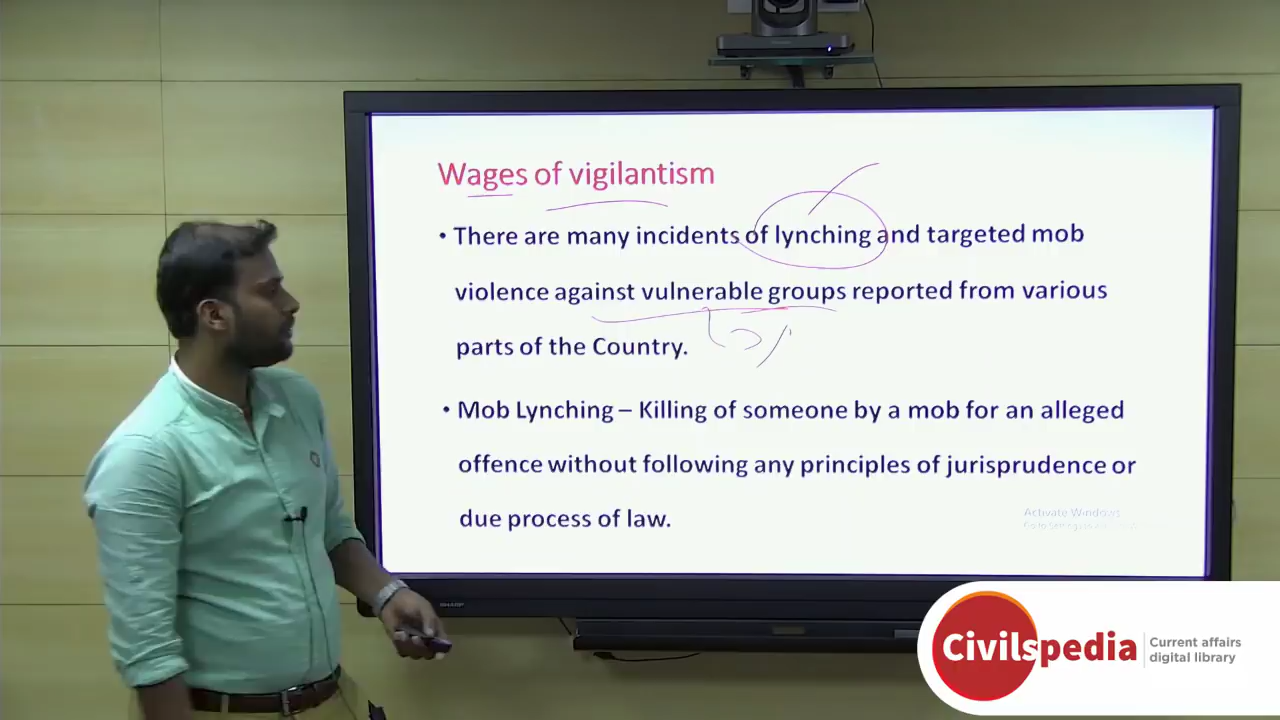 Wages of vigilantism
• There are many incidents of lynching and targeted mob
violence against vulnerable groups reported from various
parts of the Country.
• Mob Lynching – Killing of someone by a mob for an alleged
offence without following any principles of jurisprudence or
due process of law.
Activate Windows
SHARP
Civilspedia
Current affairs
digital library